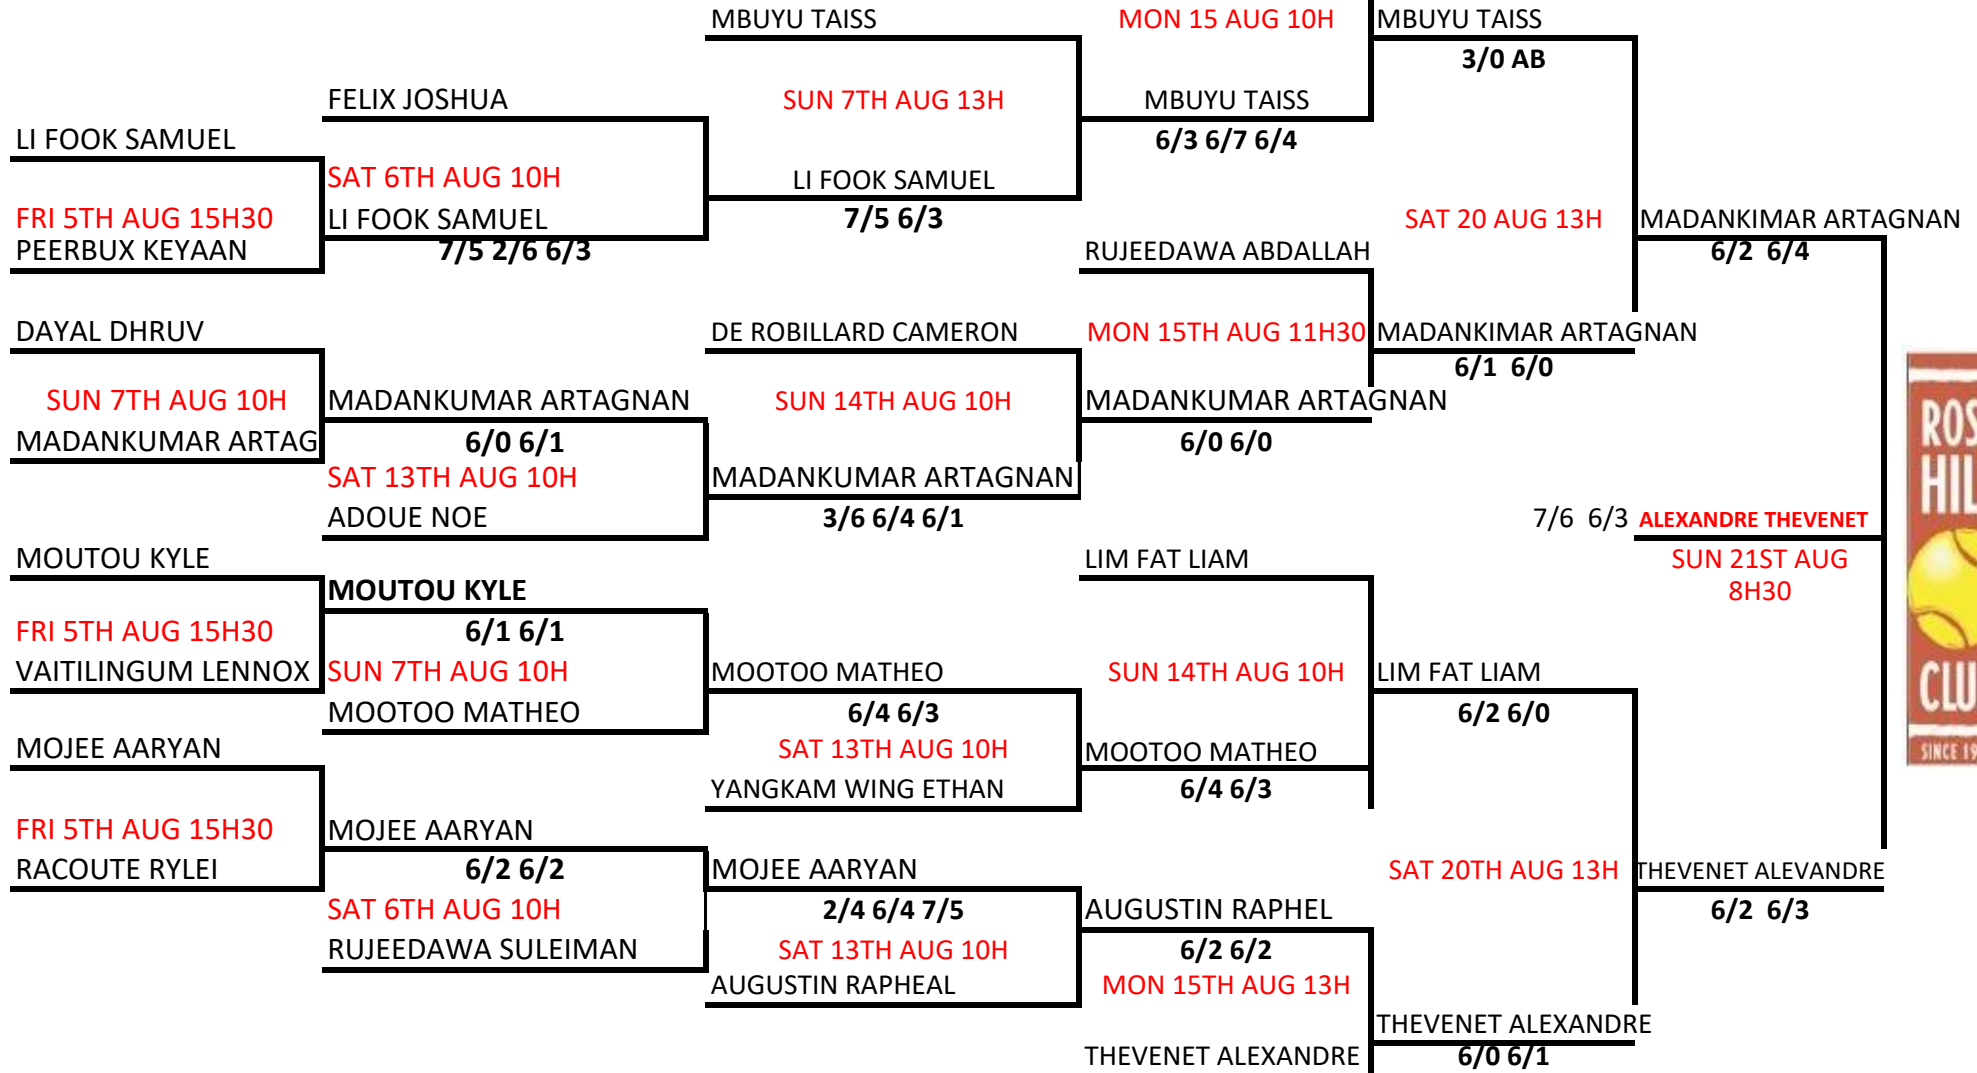 MBUYU TAISS
MON 15 AUG 10H
MBUYU TAISS
3/0 AB
FELIX JOSHUA
SUN 7TH AUG 13H
MBUYU TAISS
LI FOOK SAMUEL
6/3 6/7 6/4
SAT 6TH AUG 10H
LI FOOK SAMUEL
FRI 5TH AUG 15H30
LI FOOK SAMUEL
7/5 6/3
SAT 20 AUG 13H
MADANKIMAR ARTAGNAN
PEERBUX KEYAAN
7/5 2/6 6/3
RUJEEDAWA ABDALLAH
6/2 6/4
DAYAL DHRUV
DE ROBILLARD CAMERON
MON 15TH AUG 11H30
MADANKIMAR ARTAGNAN
6/1 6/0
SUN 7TH AUG 10H
MADANKUMAR ARTAGNAN
SUN 14TH AUG 10H
MADANKUMAR ARTAGNAN
MADANKUMAR ARTAG
6/0 6/1
6/0 6/0
SAT 13TH AUG 10H
MADANKUMAR ARTAGNAN
ADOUE NOE
3/6 6/4 6/1
7/6 6/3
ALEXANDRE THEVENET
MOUTOU KYLE
LIM FAT LIAM
SUN 21ST AUG
8H30
MOUTOU KYLE
FRI 5TH AUG 15H30
6/1 6/1
VAITILINGUM LENNOX
SUN 7TH AUG 10H
MOOTOO MATHEO
SUN 14TH AUG 10H
LIM FAT LIAM
MOOTOO MATHEO
6/4 6/3
6/2 6/0
MOJEE AARYAN
SAT 13TH AUG 10H
MOOTOO MATHEO
YANGKAM WING ETHAN
6/4 6/3
FRI 5TH AUG 15H30
MOJEE AARYAN
RACOUTE RYLEI
6/2 6/2
MOJEE AARYAN
SAT 20TH AUG 13H
THEVENET ALEVANDRE
SAT 6TH AUG 10H
2/4 6/4 7/5
AUGUSTIN RAPHEL
6/2 6/3
RUJEEDAWA SULEIMAN
SAT 13TH AUG 10H
6/2 6/2
AUGUSTIN RAPHEAL
MON 15TH AUG 13H
THEVENET ALEXANDRE
THEVENET ALEXANDRE
6/0 6/1
ROS
HIL
CLU
SINCE 19